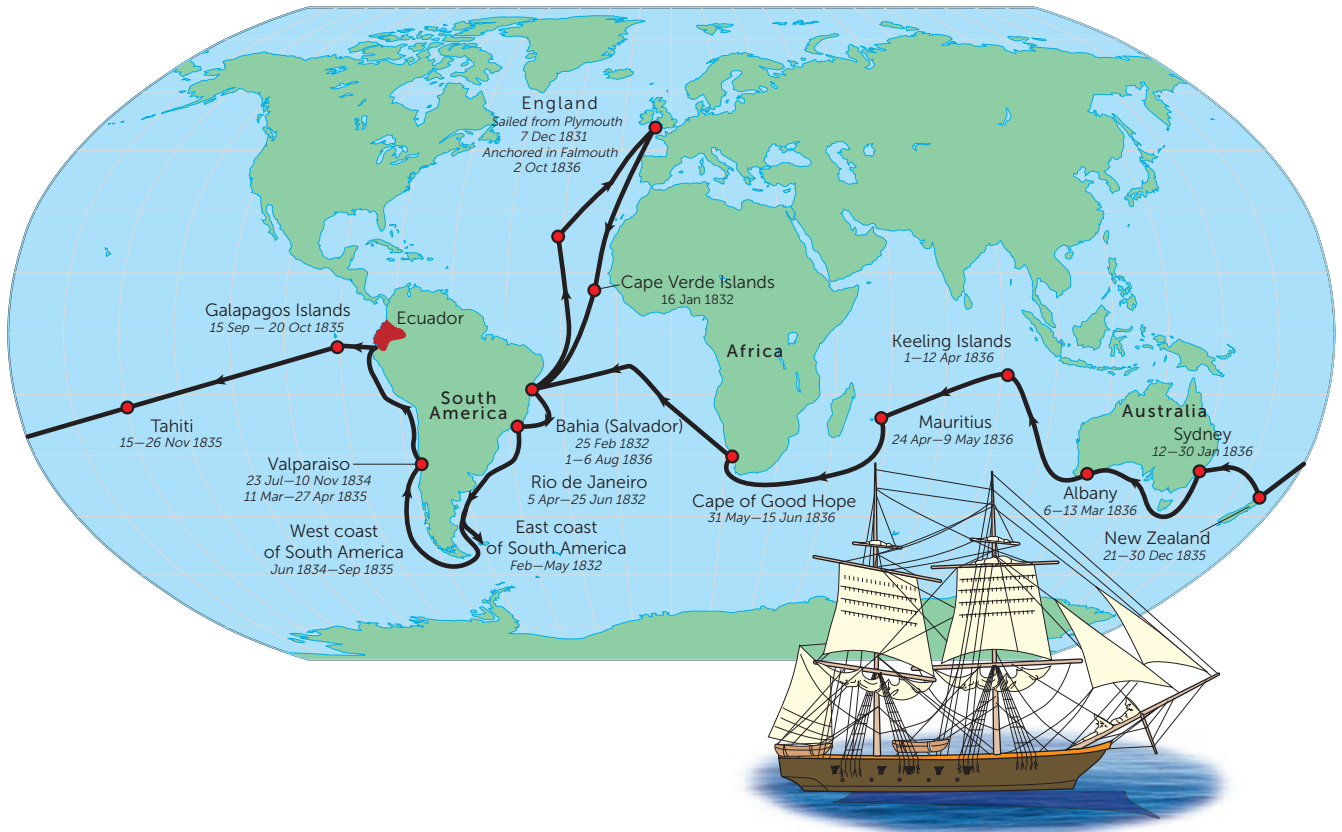 England
Sailed from Plymouth
7 Dec 1831
Anchored in Falmouth
2 Oct 1836
Cape Verde Islands
16 Jan 1832
Galapagos Islands
15 Sep – 20 Oct 1835
Ecuador
Africa
Keeling Islands
1–12 Apr 1836
South
America
Tahiti
15–26 Nov 1835
Bahia (Salvador)
25 Feb 1832
1–6 Aug 1836
Mauritius
24 Apr–9 May 1836
Australia
Sydney
12–30 Jan 1836
Valparaiso
23 Jul–10 Nov 1834
11 Mar–27 Apr 1835
Rio de Janeiro
5 Apr–25 Jun 1832
Cape of Good Hope
31 May–15 Jun 1836
Albany
6–13 Mar 1836
West coast
of South America
Jun 1834–Sep 1835
East coast
of South America
Feb–May 1832
New Zealand
21–30 Dec 1835